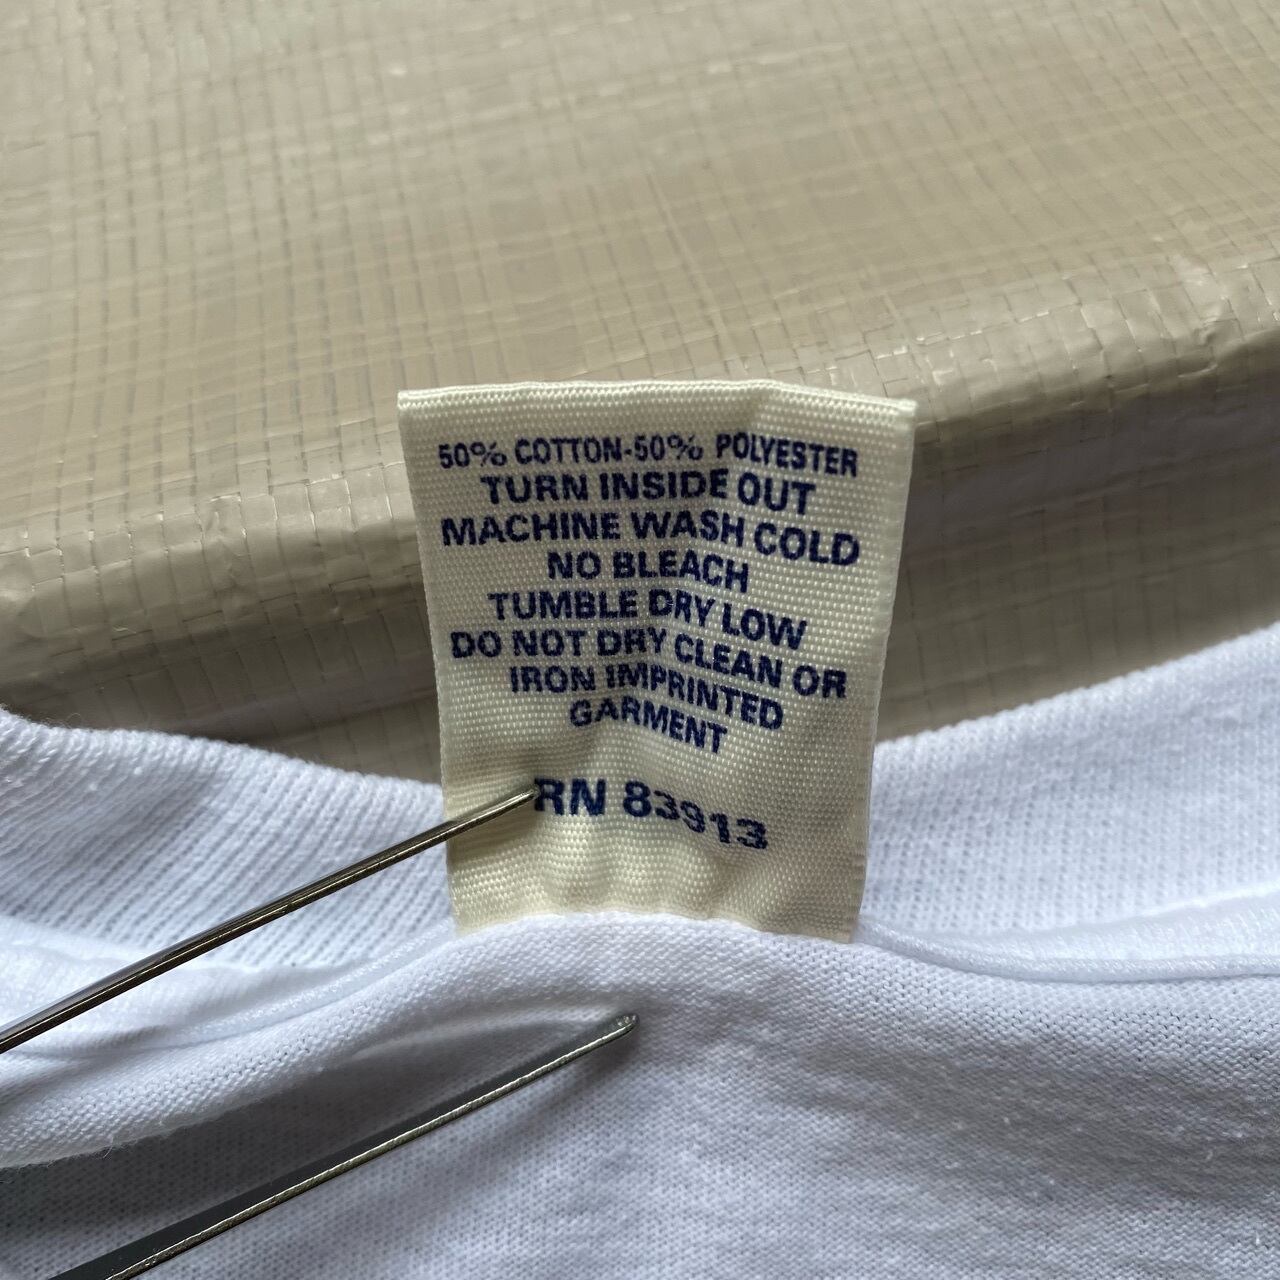 50% COTTON-50% POLYESTER
TURN INSIDE OUT
MACHINE WASH COLD
NO BLEACH
TUMBLE DRY LOW
DO NOT DRY CLEAN OR
IRON IMPRINTED
GARMENT
RN 83913